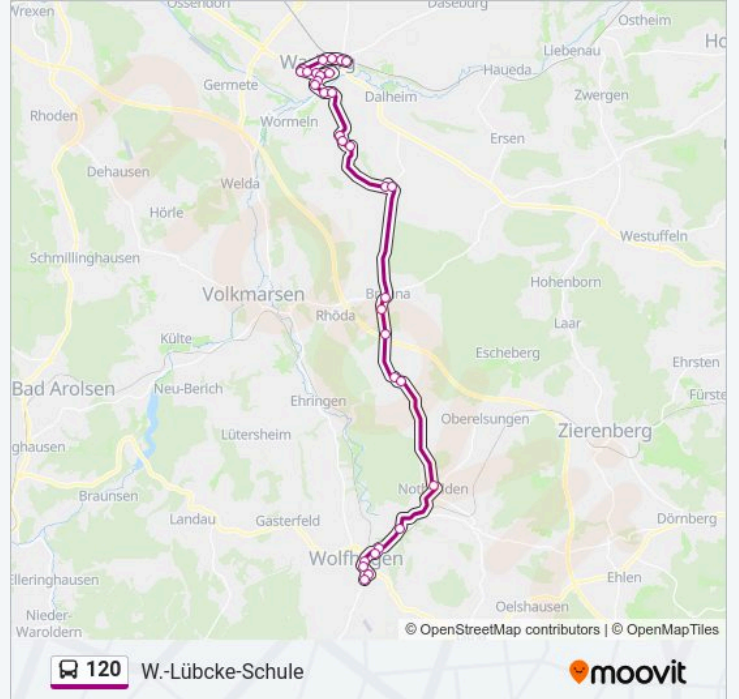 Wrexen
Ossendorf
Daseburg
Ostheim
Liebenau
Haueda
Germete
Dalheim
Zwergen
Rhoden
Wormeln
Ersen
Dehausen
Welda
Hörle
Westuffeln
Schmillinghausen
Hohenborn
Volkmarsen
Rhöda
Laar
Külte
Escheberg
Ehrsten
Bad Arolsen
Neu-Berich
Ehringen
Fürste
Oberelsungen
Lütersheim
Zierenberg
ghausen
Braunsen
Landau
Gasterfeld
Dörnberg
Wolfhagen
Elleringhausen
Ehlen
Nieder-
Waroldern
Oelshausen
© OpenStreetMap contributors | © OpenMapTiles
120 W.-Lübcke-Schule
moovit